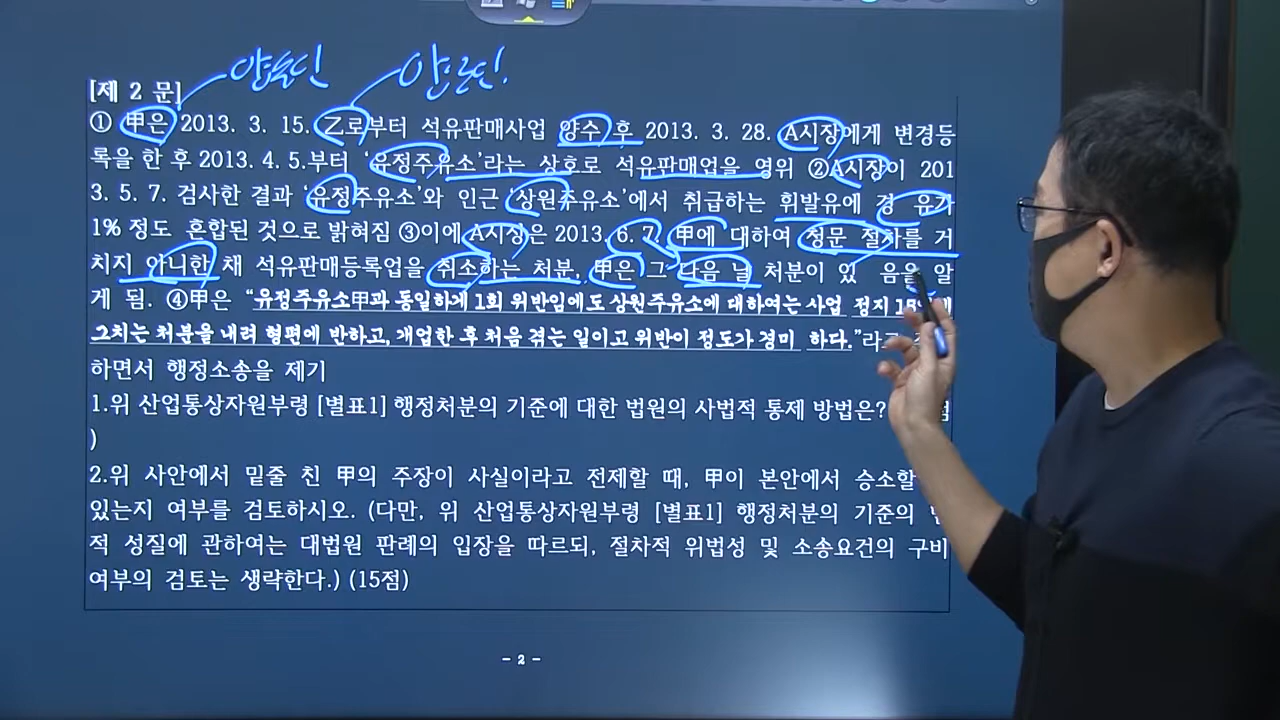 양수인 양도인
[제 2 문]
① 甲은 2013. 3. 15. 乙로부터 석유판매사업 양수 후 2013. 3. 28. A시장에게 변경등
록을 한 후 2013. 4. 5.부터 ‘유정주유소’라는 상호로 석유판매업을 영위 ②A시장이 201
3. 5. 7. 검사한 결과 ‘유정주유소’와 인근 ‘상원주유소’에서 취급하는 휘발유에 경 유가
1% 정도 혼합된 것으로 밝혀짐 ③이에 A시장은 2013. 6. 7. 甲에 대하여 청문 절차를 거
치지 아니한 채 석유판매등록업을 취소하는 처분, 甲은 그 다음 날 처분이 있 음을 알
게 됨. ④甲은 “유정주유소甲과 동일하게 1회 위반임에도 상원주유소에 대하여는 사업 정지
그치는 처분을 내려 형편에 반하고, 개업한 후 처음 겪는 일이고 위반이 정도가 경미 하다.”라고
하면서 행정소송을 제기
1.위 산업통상자원부령 [별표1] 행정처분의 기준에 대한 법원의 사법적 통제 방법은?
)
2.위 사안에서 밑줄 친 甲의 주장이 사실이라고 전제할 때, 甲이 본안에서 승소할
있는지 여부를 검토하시오. (다만, 위 산업통상자원부령 [별표1] 행정처분의 기준의
적 성질에 관하여는 대법원 판례의 입장을 따르되, 절차적 위법성 및 소송요건의 구비
여부의 검토는 생략한다.) (15점)
- 2 -